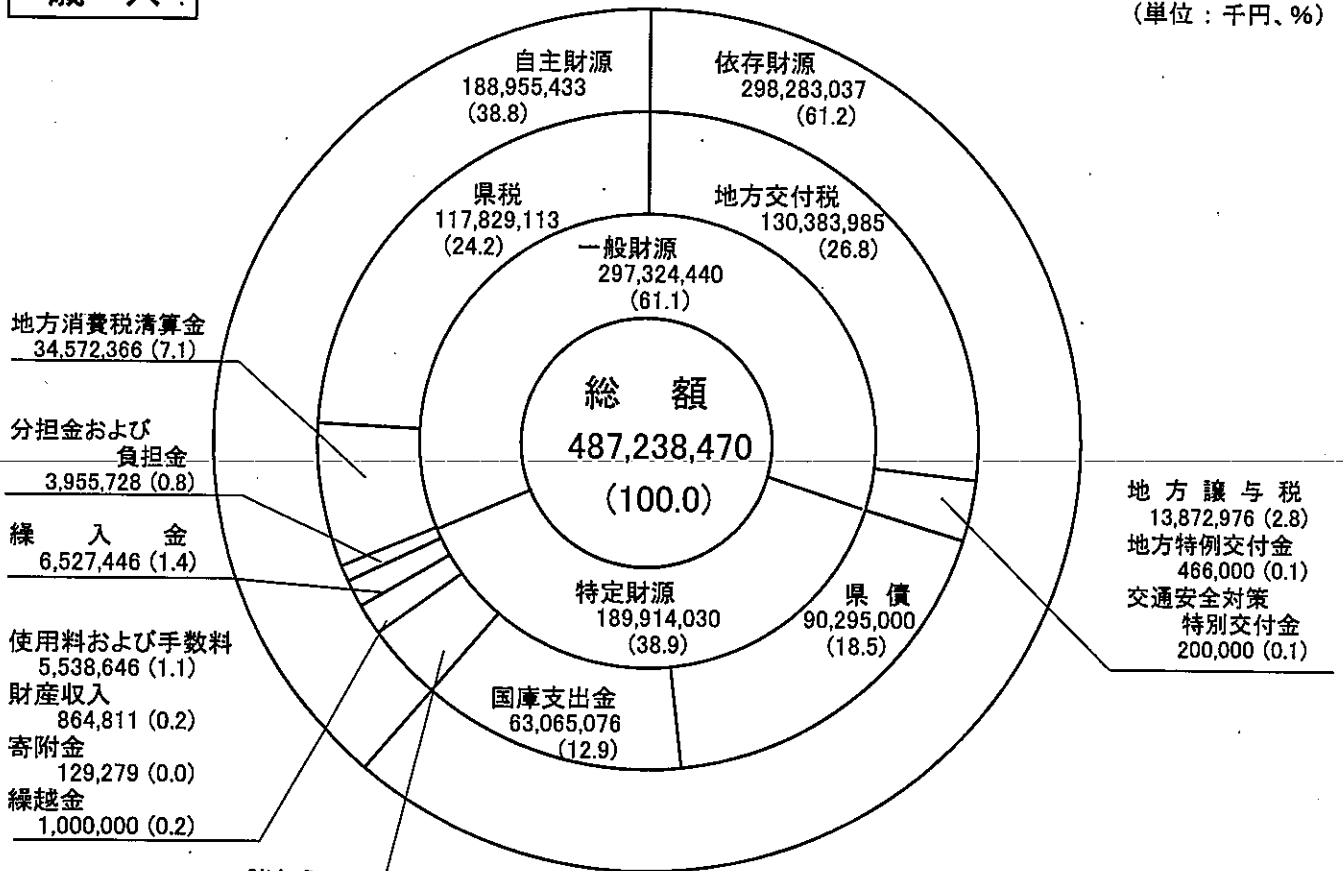 歳 入
(単位：千円、%)
自主財源
188,955,433
(38.8)
依存財源
298,283,037
(61.2)
県税
117,829,113
(24.2)
地方交付税
130,383,985
(26.8)
一般財源
297,324,440
(61.1)
総 額
487,238,470
(100.0)
特定財源
189,914,030
(38.9)
県 債
90,295,000
(18.5)
国庫支出金
63,065,076
(12.9)
地方消費税清算金
34,572,366 (7.1)
分担金および
負担金
3,955,728 (0.8)
繰 入 金
6,527,446 (1.4)
使用料および手数料
5,538,646 (1.1)
財産収入
864,811 (0.2)
寄附金
129,279 (0.0)
繰越金
1,000,000 (0.2)
地 方 譲 与 税
13,872,976 (2.8)
地方特例交付金
466,000 (0.1)
交通安全対策
特別交付金
200,000 (0.1)